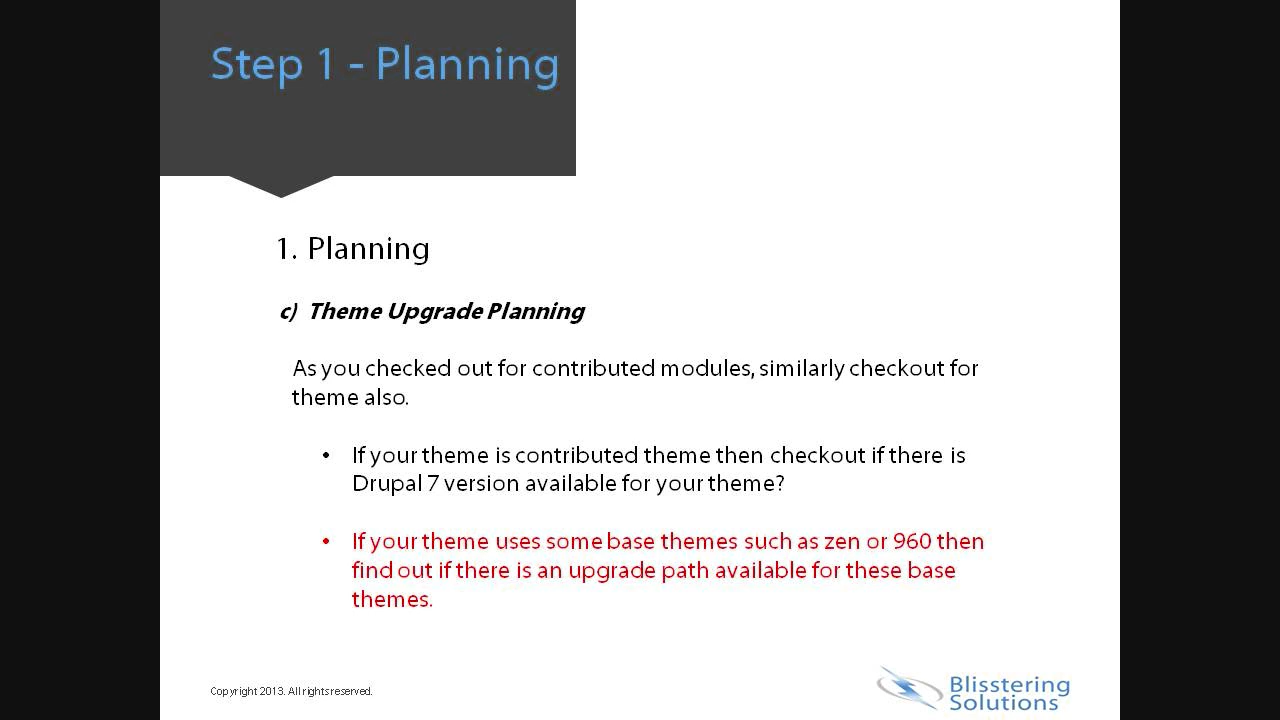 Step 1 - Planning
1. Planning
c) Theme Upgrade Planning
As you checked out for contributed modules, similarly checkout for
theme also.
• If your theme is contributed theme then checkout if there is
Drupal 7 version available for your theme?
• If your theme uses some base themes such as zen or 960 then
find out if there is an upgrade path available for these base
themes.
Copyright 2013. All rights reserved.
Blisstering
Solutions